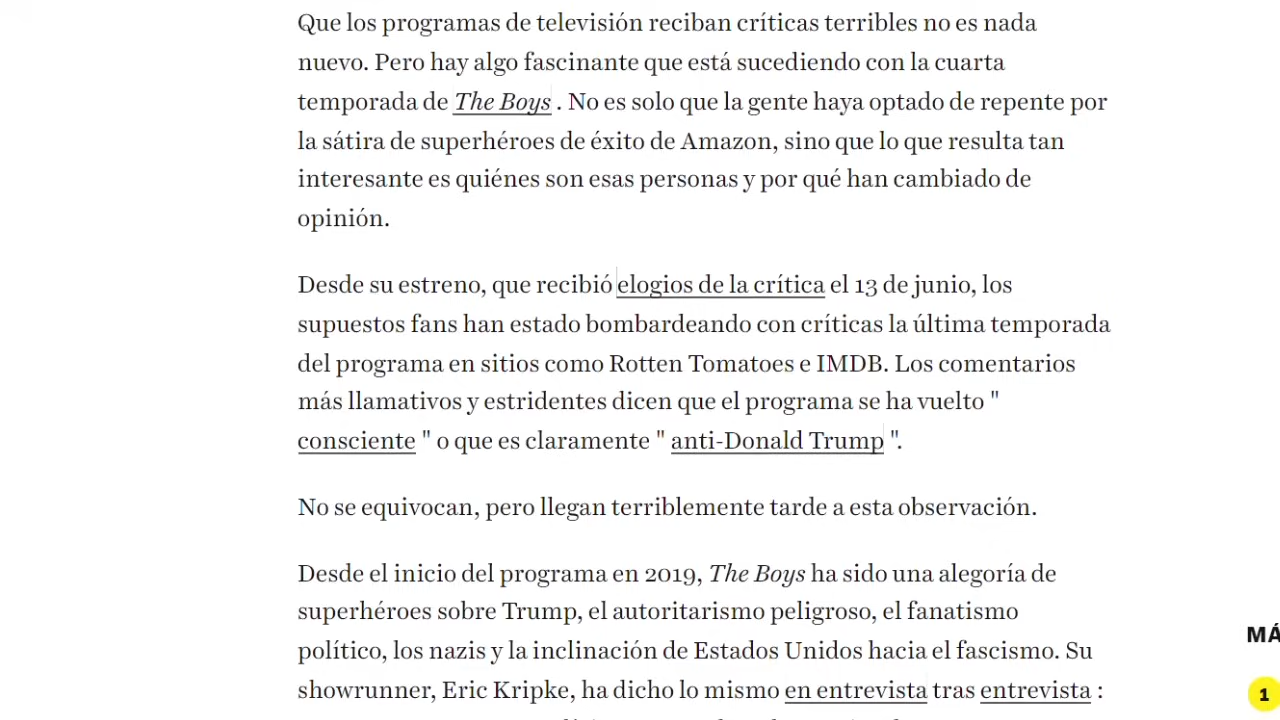 Que los programas de televisión reciban críticas terribles no es nada
nuevo. Pero hay algo fascinante que está sucediendo con la cuarta
temporada de The Boys . No es solo que la gente haya optado de repente por
la sátira de superhéroes de éxito de Amazon, sino que lo que resulta tan
interesante es quiénes son esas personas y por qué han cambiado de
opinión.
Desde su estreno, que recibió elogios de la crítica el 13 de junio, los
supuestos fans han estado bombardeando con críticas la última temporada
del programa en sitios como Rotten Tomatoes e IMDB. Los comentarios
más llamativos y estridentes dicen que el programa se ha vuelto "
consciente " o que es claramente " anti-Donald Trump ".
No se equivocan, pero llegan terriblemente tarde a esta observación.
Desde el inicio del programa en 2019, The Boys ha sido una alegoría de
superhéroes sobre Trump, el autoritarismo peligroso, el fanatismo
político, los nazis y la inclinación de Estados Unidos hacia el fascismo. Su
showrunner, Eric Kripke, ha dicho lo mismo en entrevista tras entrevista :
MÁ
1